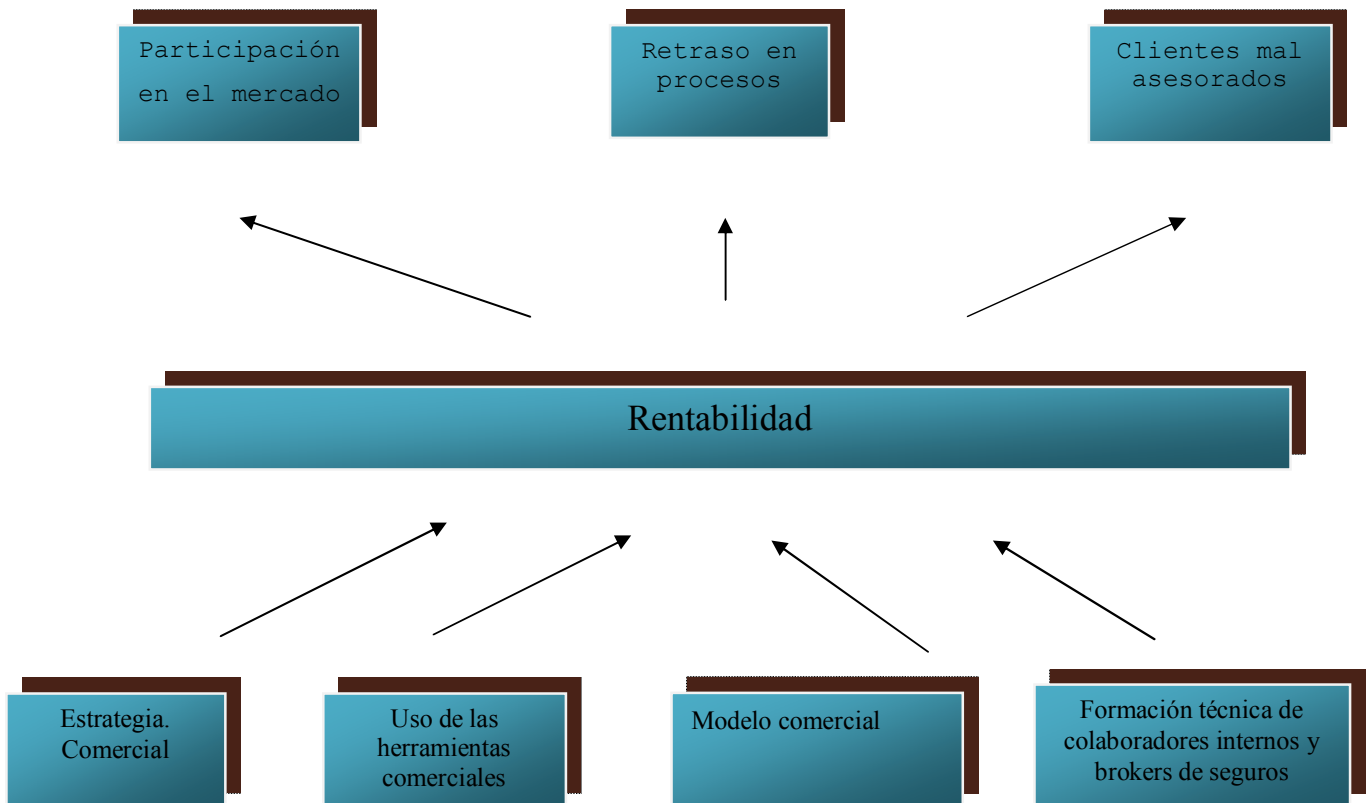 Participación
en el mercado
Retraso en
procesos
Clientes mal
asesorados
Rentabilidad
Estrategia.
Comercial
Uso de las
herramientas
comerciales
Modelo comercial
Formación técnica de
colaboradores internos y
brokers de seguros